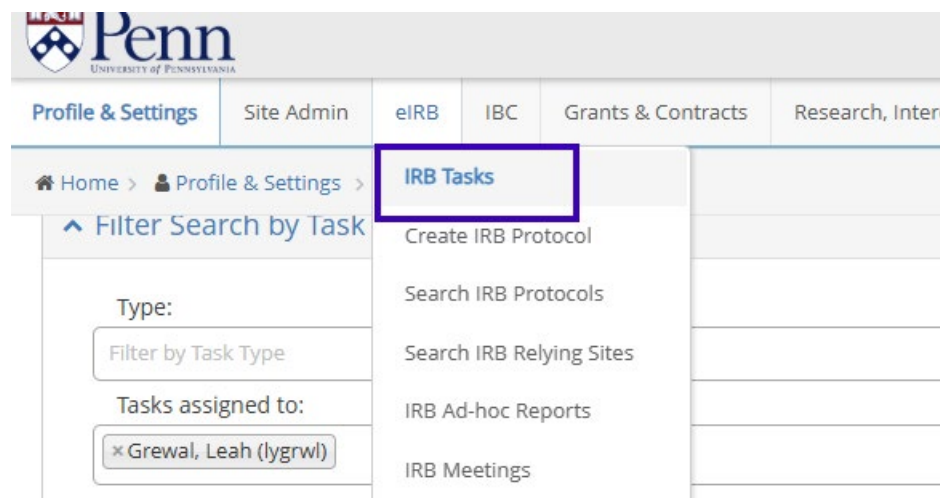 Penn
UNIVERSITY of PENNSYLVANIA
Profile & Settings Site Admin eIRB IBC Grants & Contracts Research, Inter
Home > Profile & Settings >
IRB Tasks
Create IRB Protocol
Search IRB Protocols
Search IRB Relying Sites
IRB Ad-hoc Reports
IRB Meetings
Filter Search by Task
Type:
Filter by Task Type
Tasks assigned to:
× Grewal, Leah (lygrwl)